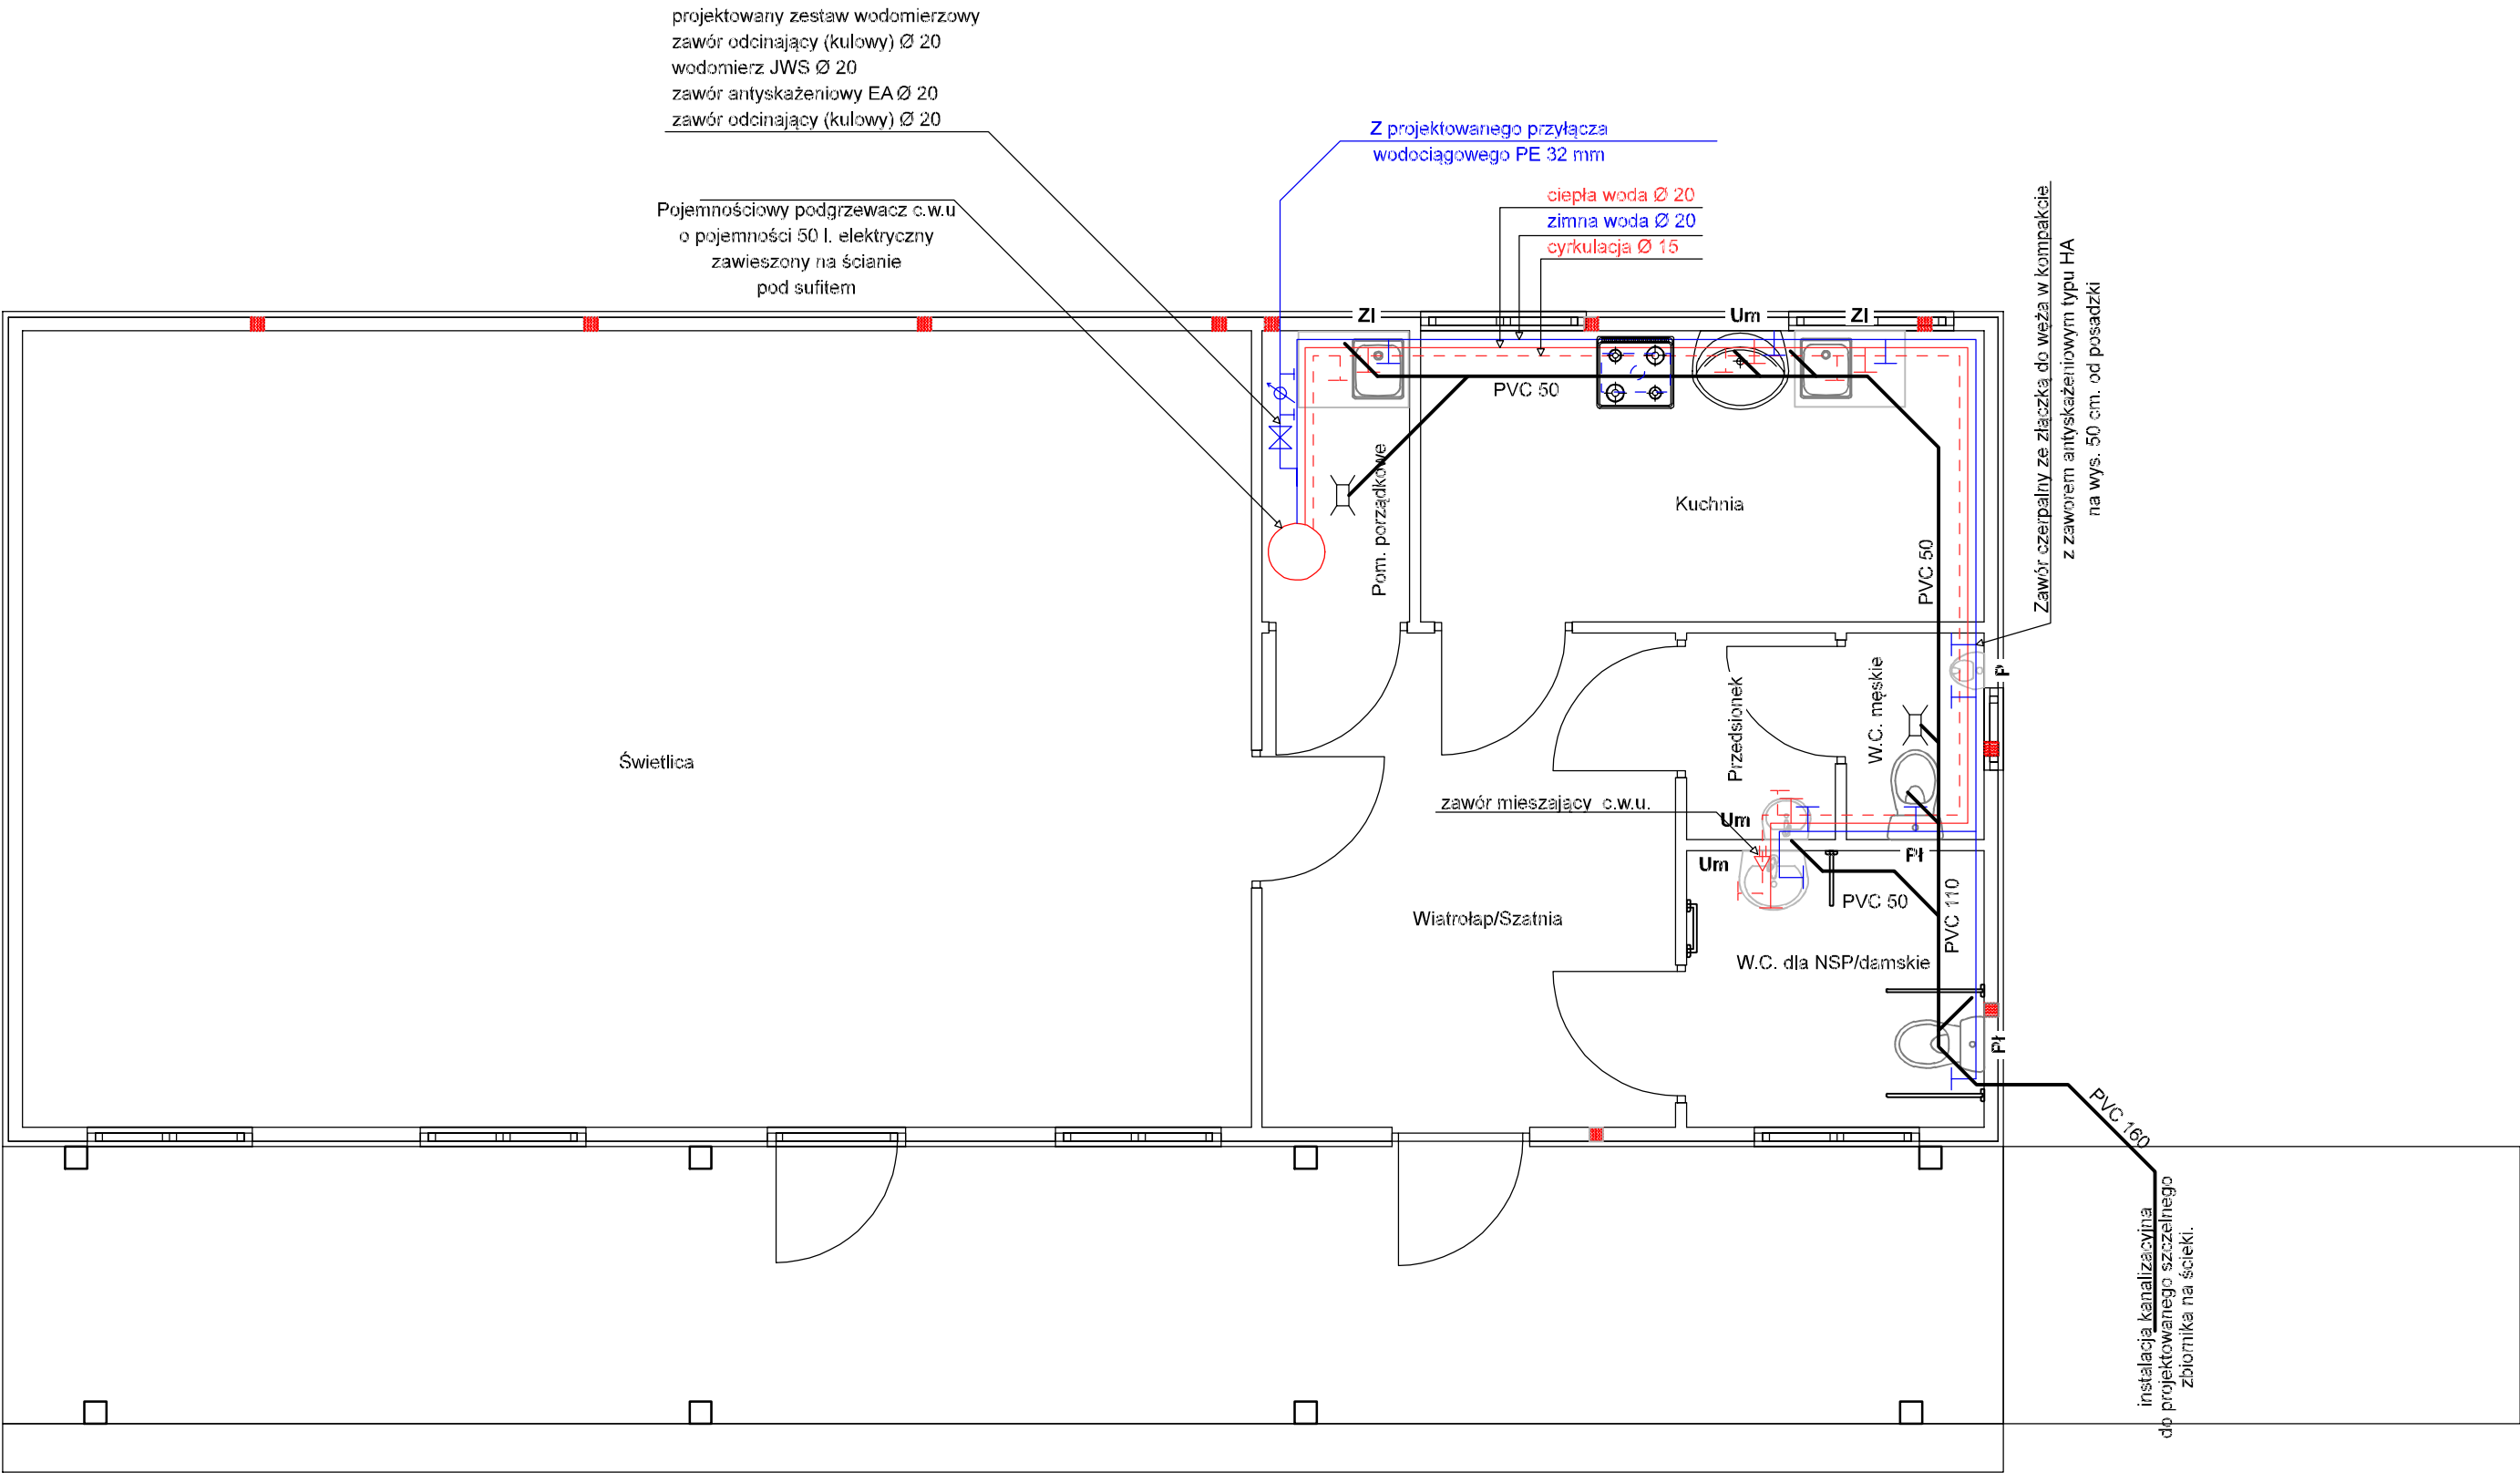 projektowany zestaw wodomierzowy
zawór odcinający (kulowy) Ø 20
wodomierz JWS Ø 20
zawór antyskażeniowy EA Ø 20
zawór odcinający (kulowy) Ø 20
Z projektowanego przyłącza
wodociągowego PE 32 mm
Pojemnościowy podgrzewacz c.w.u
o pojemności 50 l. elektryczny
zawieszony na ścianie
pod sufitem
ciepła woda Ø 20
zimna woda Ø 20
cyrkulacja Ø 15
Zawór czerpalny ze złączką do węża w kompakcie
z zaworem antyskażeniowym typu HA
na wys. 50 cm. od posadzki
Zl
Um
Zl
PVC 50
Pom. porządkowe
Kuchnia
PVC 50
P
Przedsionek
W.C. męskie
Świetlica
zawór mieszający c.w.u.
Um
Um
Pł
PVC 50
PVC 110
Wiatrołap/Szatnia
W.C. dla NSP/damskie
Pł
PVC 160
instalacja kanalizacyjna
do projektowanego szczelnego
zbiornika na ścieki.